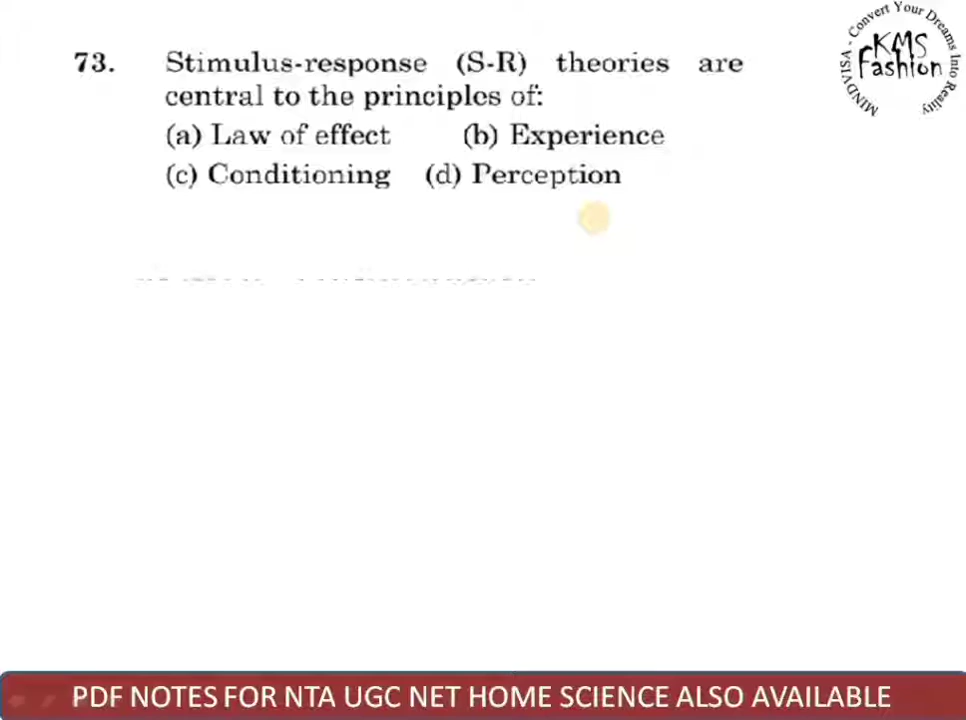 73. Stimulus-response (S-R) theories are
central to the principles of:
(a) Law of effect (b) Experience
(c) Conditioning (d) Perception
MINDVISA - Convert Your Dreams Into Reality
KMS
Fashion
PDF NOTES FOR NTA UGC NET HOME SCIENCE ALSO AVAILABLE